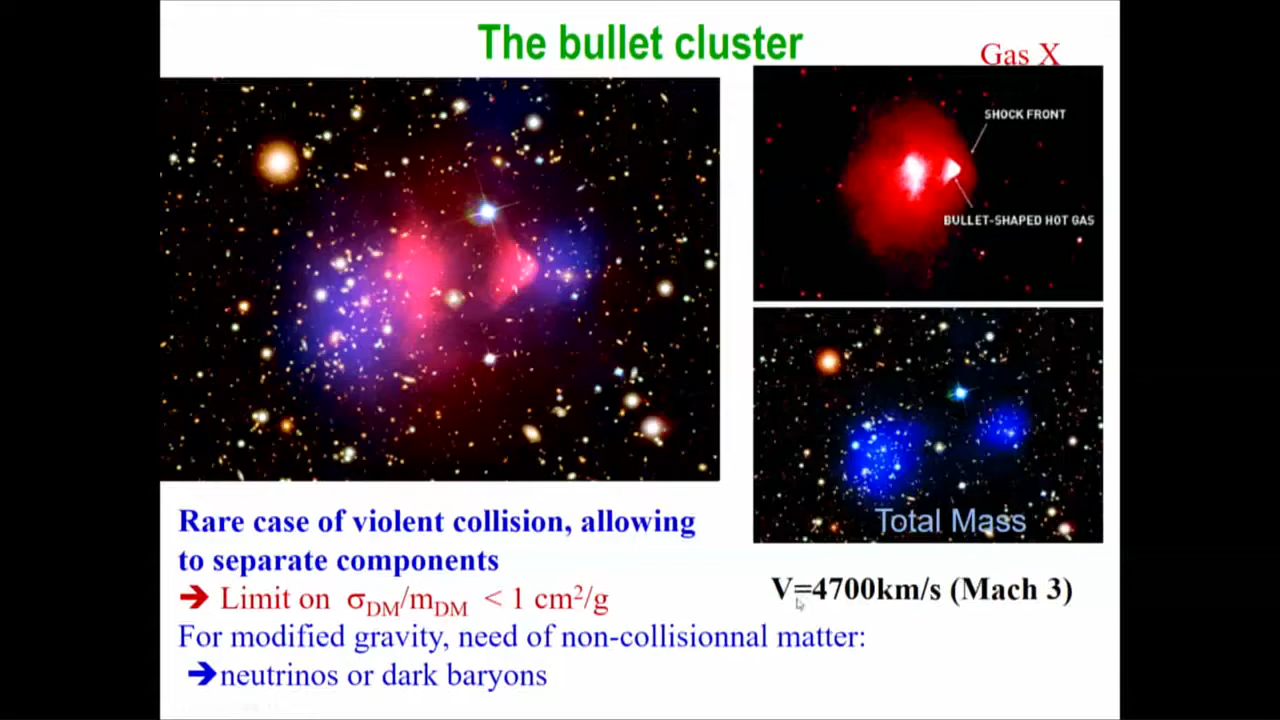 The bullet cluster
Gas X
SHOCK FRONT
BULLET-SHAPED HOT GAS
Total Mass
Rare case of violent collision, allowing
to separate components
➔ Limit on σDM/mDM < 1 cm²/g
For modified gravity, need of non-collisionnal matter:
➔neutrinos or dark baryons
V=4700km/s (Mach 3)